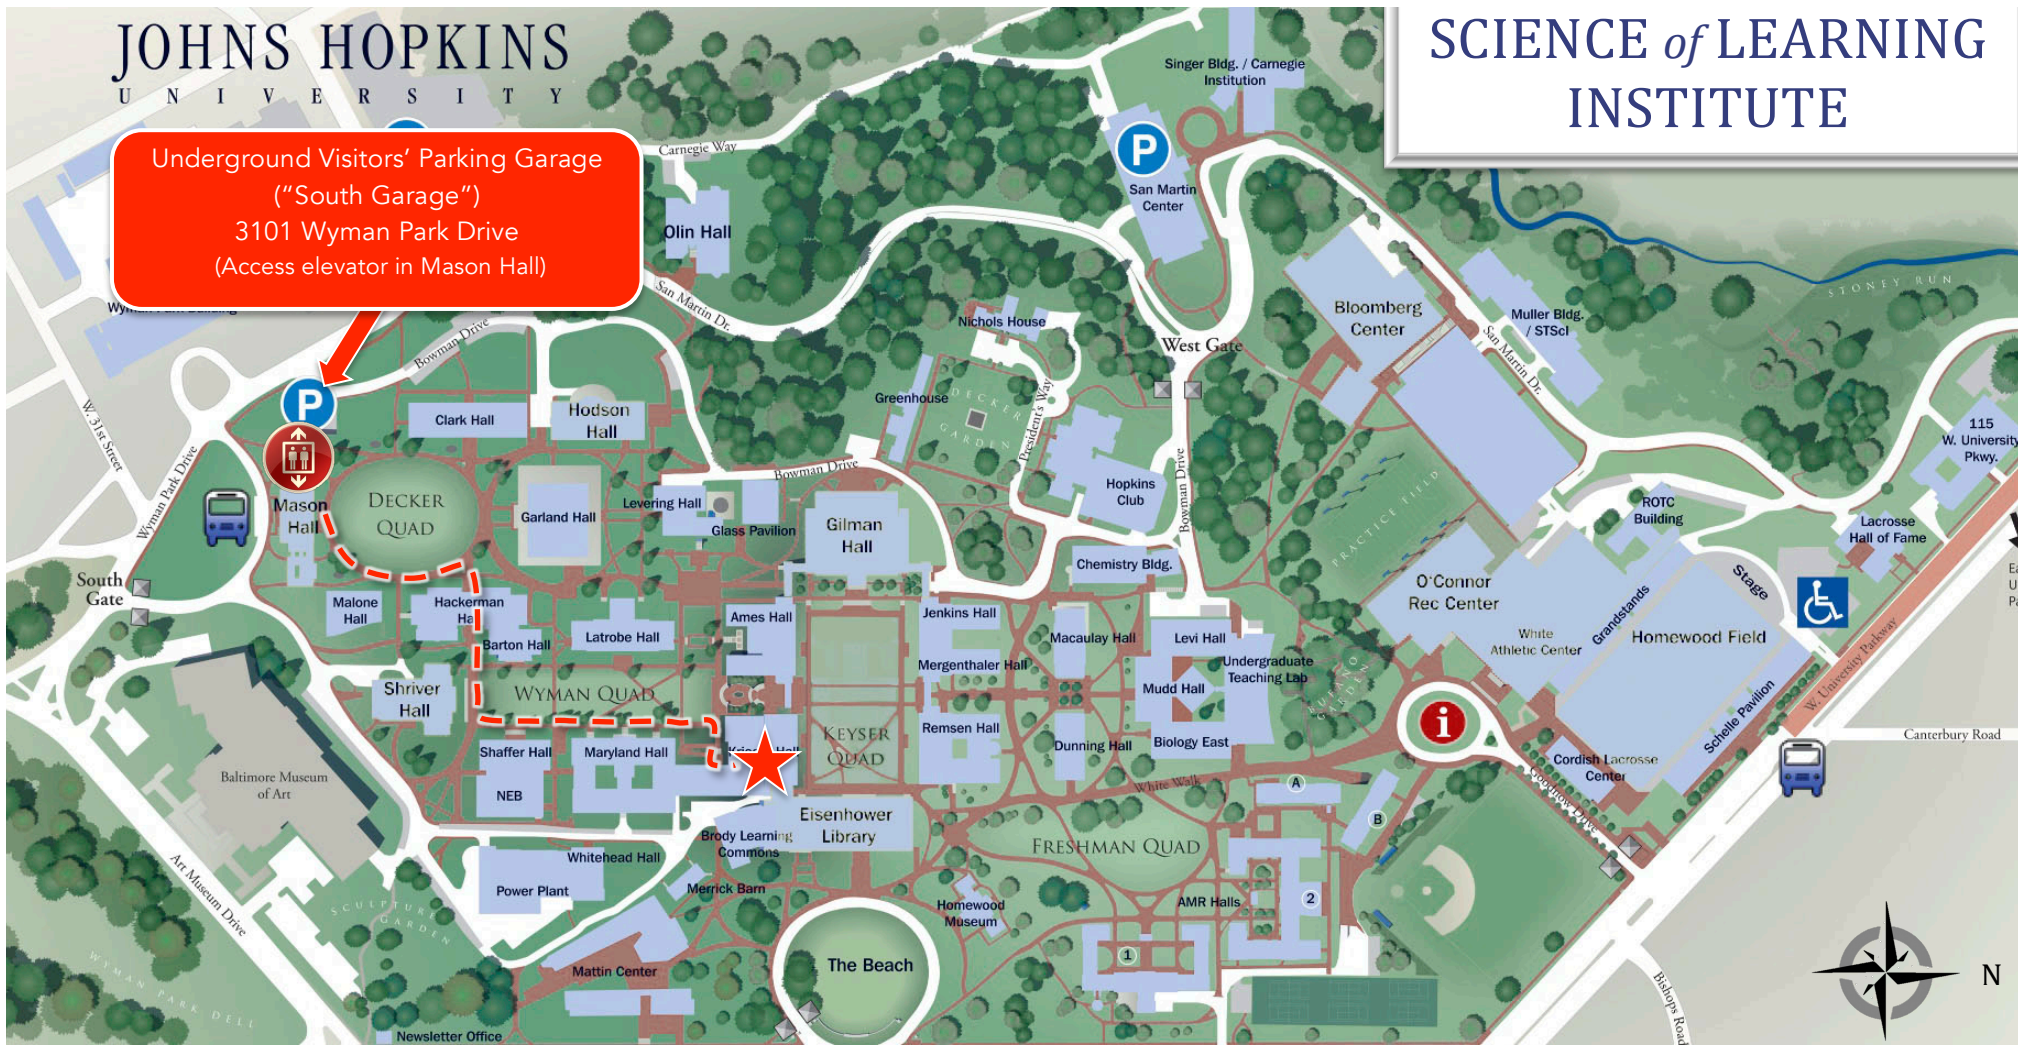 JOHNS HOPKINS
UNIVERSITY
SCIENCE of LEARNING
INSTITUTE
Underground Visitors' Parking Garage
("South Garage")
3101 Wyman Park Drive
(Access elevator in Mason Hall)
Singer Bldg. / Carnegie
Institution
Carnegie Way
P
San Martin
Center
Olin Hall
San Martin Dr.
STONEY RUN
Bloomberg
Center
Muller Bldg.
/ STScI
San Martin Dr.
Nichols House
West Gate
Bowman Drive
P
W. 31st Street
Wyman Park Drive
Clark Hall
Hodson
Hall
Greenhouse
DECKER
GARDEN
President's Way
115
W. University
Pkwy.
Mason
Hall
DECKER
QUAD
Garland Hall
Levering Hall
Glass Pavilion
Bowman Drive
Gilman
Hall
Hopkins
Club
Bowman Drive
PRACTICE FIELD
ROTC
Building
Lacrosse
Hall of Fame
Chemistry Bldg.
O'Connor
Rec Center
Stage
South
Gate
Malone
Hall
Hackerman
Barton Hall
Latrobe Hall
Ames Hall
Jenkins Hall
Macaulay Hall
Levi Hall
White
Athletic Center
Grandstands
Homewood Field
Mergenthaler Hall
Undergraduate
Teaching Lab
Mudd Hall
RUFANO
GARDEN
W. University Parkway
Shriver
Hall
WYMAN QUAD
Schelle Pavilion
i
Shaffer Hall
Maryland Hall
KEYSER
QUAD
Remsen Hall
Dunning Hall
Biology East
Canterbury Road
Cordish Lacrosse
Center
Goodnow Drive
Baltimore Museum
of Art
NEB
White Walk
A
B
Brody Learning
Commons
Eisenhower
Library
FRESHMAN QUAD
Whitehead Hall
Power Plant
Merrick Barn
Art Museum Drive
SCULPTURE
GARDEN
Homewood
Museum
AMR Halls
2
1
WYMAN PARK DELL
Mattin Center
The Beach
Newsletter Office
Bishops Road
N